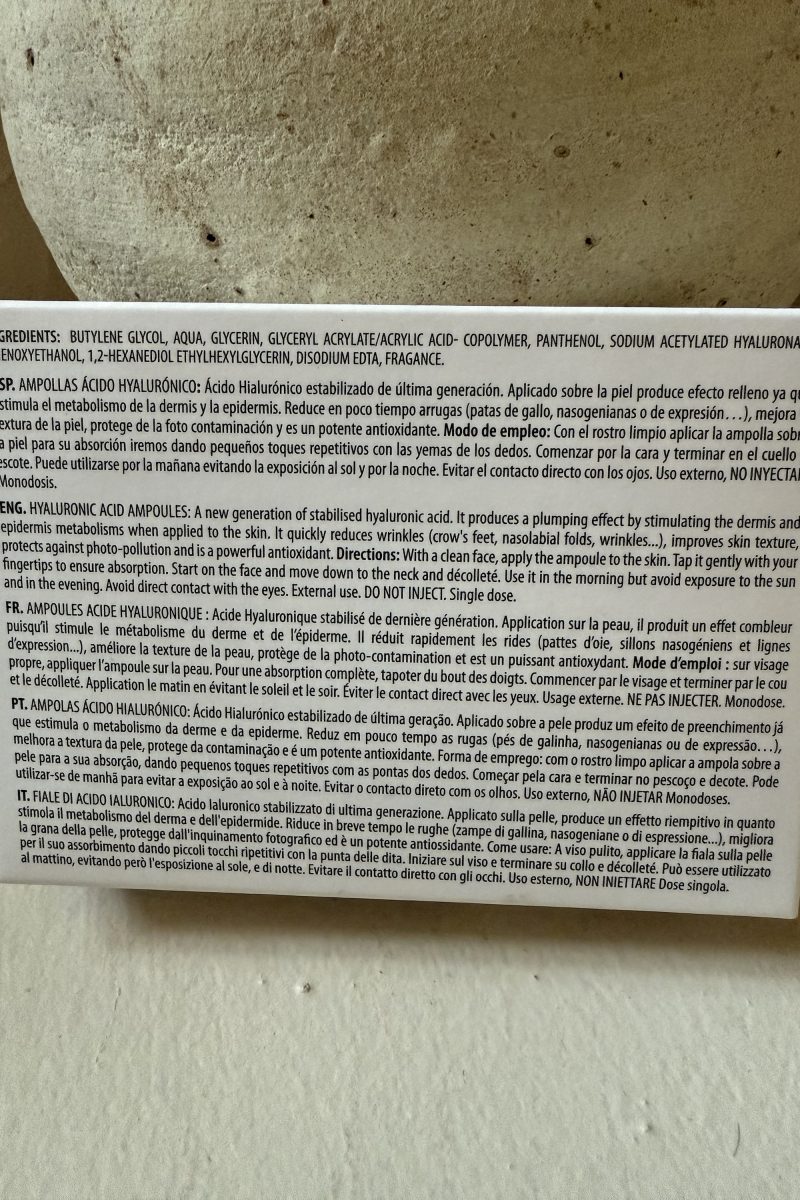 GREDIENTS: BUTYLENE GLYCOL, AQUA, GLYCERIN, GLYCERYL ACRYLATE/ACRYLIC ACID- COPOLYMER, PANTHENOL, SODIUM ACETYLATED HYALURONA
ENOXYETHANOL, 1,2-HEXANEDIOL ETHYLHEXYLGLYCERIN, DISODIUM EDTA, FRAGANCE.
SP. AMPOLLAS ÁCIDO HYALURÓNICO: Ácido Hialurónico estabilizado de última generación. Aplicado sobre la piel produce efecto relleno ya qu
stimula el metabolismo de la dermis y la epidermis. Reduce en poco tiempo arrugas (patas de gallo, nasogenianas o de expresión…), mejora
extura de la piel, protege de la foto contaminación y es un potente antioxidante. Modo de empleo: Con el rostro limpio aplicar la ampolla sobr
a piel para su absorción iremos dando pequeños toques repetitivos con las yemas de los dedos. Comenzar por la cara y terminar en el cuello
escote. Puede utilizarse por la mañana evitando la exposición al sol y por la noche. Evitar el contacto directo con los ojos. Uso externo, NO INYECTAR
Monodosis.
ENG. HYALURONIC ACID AMPOULES: A new generation of stabilised hyaluronic acid. It produces a plumping effect by stimulating the dermis and
epidermis metabolisms when applied to the skin. It quickly reduces wrinkles (crow's feet, nasolabial folds, wrinkles...), improves skin texture,
protects against photo-pollution and is a powerful antioxidant. Directions: With a clean face, apply the ampoule to the skin. Tap it gently with your
fingertips to ensure absorption. Start on the face and move down to the neck and décolleté. Use it in the morning but avoid exposure to the sun
and in the evening. Avoid direct contact with the eyes. External use. DO NOT INJECT. Single dose.
FR. AMPOULES ACIDE HYALURONIQUE : Acide Hyaluronique stabilisé de dernière génération. Application sur la peau, il produit un effet combleur
puisqu'il stimule le métabolisme du derme et de l'épiderme. Il réduit rapidement les rides (pattes d'oie, sillons nasogéniens et lignes
d'expression...), améliore la texture de la peau, protège de la photo-contamination et est un puissant antioxydant. Mode d'emploi : sur visage
propre, appliquer l'ampoule sur la peau. Pour une absorption complète, tapoter du bout des doigts. Commencer par le visage et terminer par le cou
et le décolleté. Application le matin en évitant le soleil et le soir. Éviter le contact direct avec les yeux. Usage externe. NE PAS INJECTER. Monodose.
PT. AMPOLAS ÁCIDO HIALURÓNICO: Ácido Hialurónico estabilizado de última geração. Aplicado sobre a pele produz um efeito de preenchimento já
que estimula o metabolismo da derme e da epiderme. Reduz em pouco tempo as rugas (pés de galinha, nasogenianas ou de expressão…),
melhora a textura da pele, protege da contaminação e é um potente antioxidante. Forma de emprego: com o rostro limpo aplicar a ampola sobre a
pele para a sua absorção, dando pequenos toques repetitivos com as pontas dos dedos. Começar pela cara e terminar no pescoço e decote. Pode
utilizar-se de manhã para evitar a exposição ao sol e à noite. Evitar o contacto direto com os olhos. Uso externo, NÃO INJETAR Monodoses.
IT. FIALE DI ACIDO IALURONICO: Acido Ialuronico stabilizzato di ultima generazione. Applicato sulla pelle, produce un effetto riempitivo in quanto
stimola il metabolismo del derma e dell'epidermide. Riduce in breve tempo le rughe (zampe di gallina, nasogeniane o di espressione...), migliora
la grana della pelle, protegge dall'inquinamento fotografico ed è un potente antiossidante. Come usare: A viso pulito, applicare la fiala sulla pelle
per il suo assorbimento dando piccoli tocchi ripetitivi con la punta delle dita. Iniziare sul viso e terminare su collo e décolleté. Può essere utilizzato
al mattino, evitando però l'esposizione al sole, e di notte. Evitare il contatto diretto con gli occhi. Uso esterno, NON INIETTARE Dose singola.